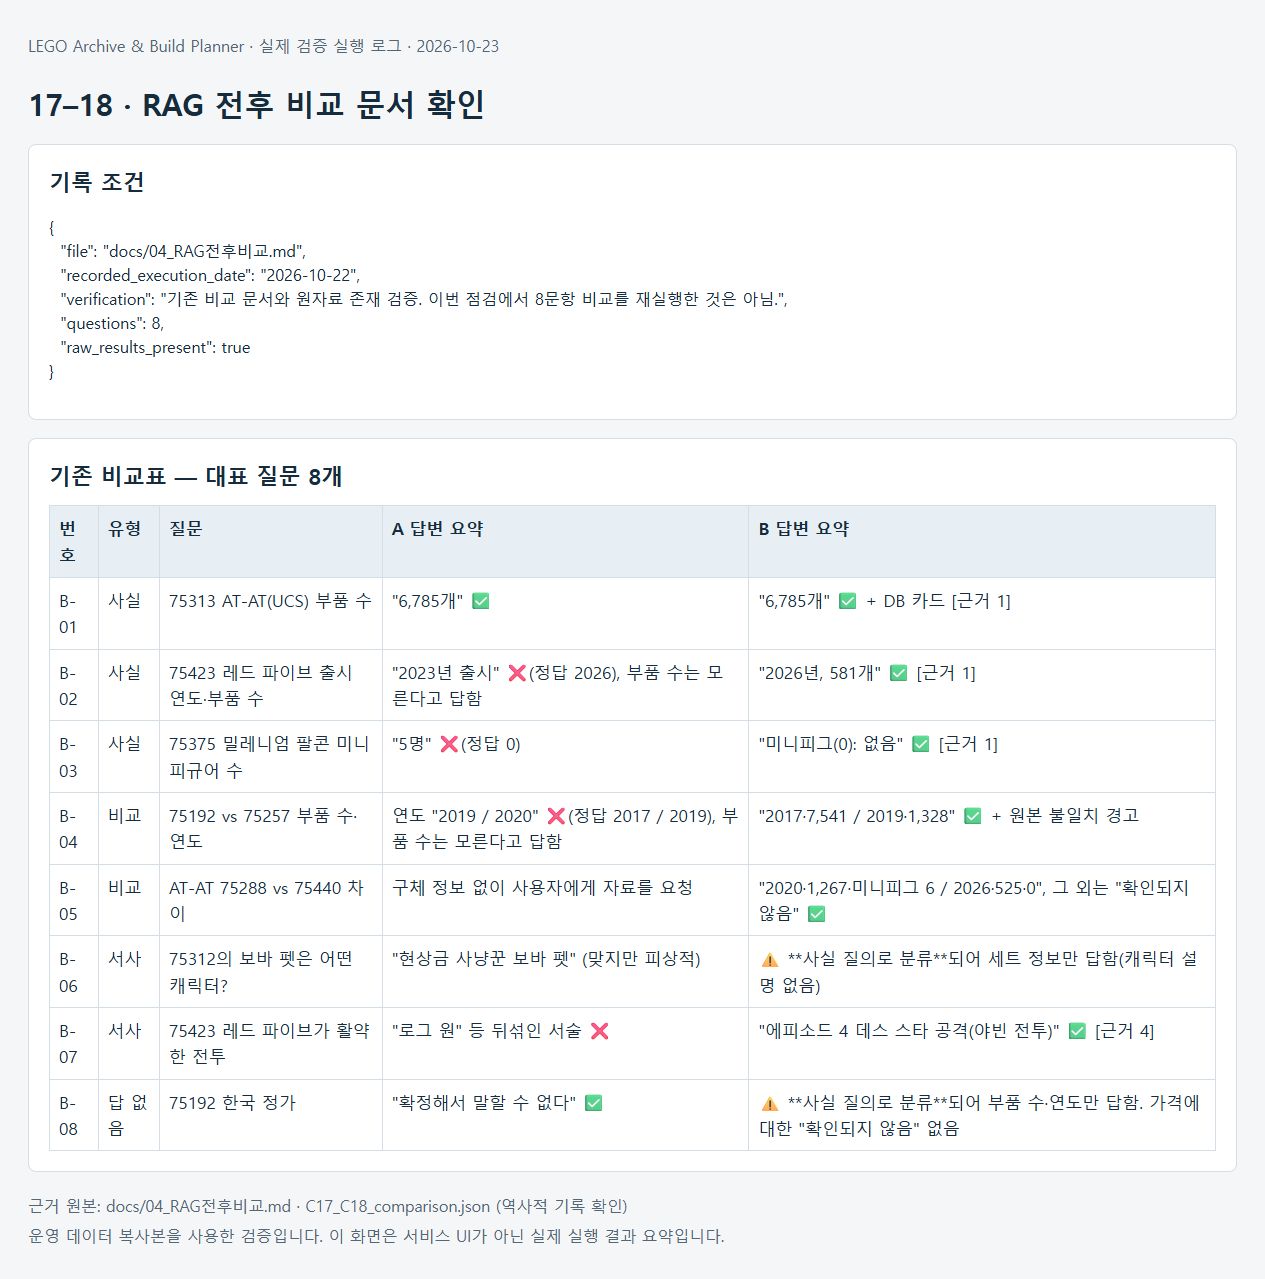 LEGO Archive & Build Planner · 실제 검증 실행 로그 · 2026-10-23
17–18 · RAG 전후 비교 문서 확인
기록 조건
{
"file": "docs/04_RAG전후비교.md",
"recorded_execution_date": "2026-10-22",
"verification": "기존 비교 문서와 원자료 존재 검증. 이번 점검에서 8문항 비교를 재실행한 것은 아님.",
"questions": 8,
"raw_results_present": true
}
기존 비교표 — 대표 질문 8개
번
호
유형
질문
A 답변 요약
B 답변 요약
B-
01
사실
75313 AT-AT(UCS) 부품 수
"6,785개" ✅
"6,785개" ✅ + DB 카드 [근거 1]
B-
02
사실
75423 레드 파이브 출시
연도·부품 수
"2023년 출시" ❌(정답 2026), 부품 수는 모
른다고 답함
"2026년, 581개" ✅ [근거 1]
B-
03
사실
75375 밀레니엄 팔콘 미니
피규어 수
"5명" ❌(정답 0)
"미니피그(0): 없음" ✅ [근거 1]
B-
04
비교
75192 vs 75257 부품 수·
연도
연도 "2019 / 2020" ❌(정답 2017 / 2019), 부
품 수는 모른다고 답함
"2017·7,541 / 2019·1,328" ✅ + 원본 불일치 경고
B-
05
비교
AT-AT 75288 vs 75440 차
이
구체 정보 없이 사용자에게 자료를 요청
"2020·1,267·미니피그 6 / 2026·525·0", 그 외는 "확인되지
않음" ✅
B-
06
서사
75312의 보바 펫은 어떤
캐릭터?
"현상금 사냥꾼 보바 펫" (맞지만 피상적)
⚠️ **사실 질의로 분류**되어 세트 정보만 답함(캐릭터 설
명 없음)
B-
07
서사
75423 레드 파이브가 활약
한 전투
"로그 원" 등 뒤섞인 서술 ❌
"에피소드 4 데스 스타 공격(야빈 전투)" ✅ [근거 4]
B-
08
답 없
음
75192 한국 정가
"확정해서 말할 수 없다" ✅
⚠️ **사실 질의로 분류**되어 부품 수·연도만 답함. 가격에
대한 "확인되지 않음" 없음
근거 원본: docs/04_RAG전후비교.md · C17_C18_comparison.json (역사적 기록 확인)
운영 데이터 복사본을 사용한 검증입니다. 이 화면은 서비스 UI가 아닌 실제 실행 결과 요약입니다.